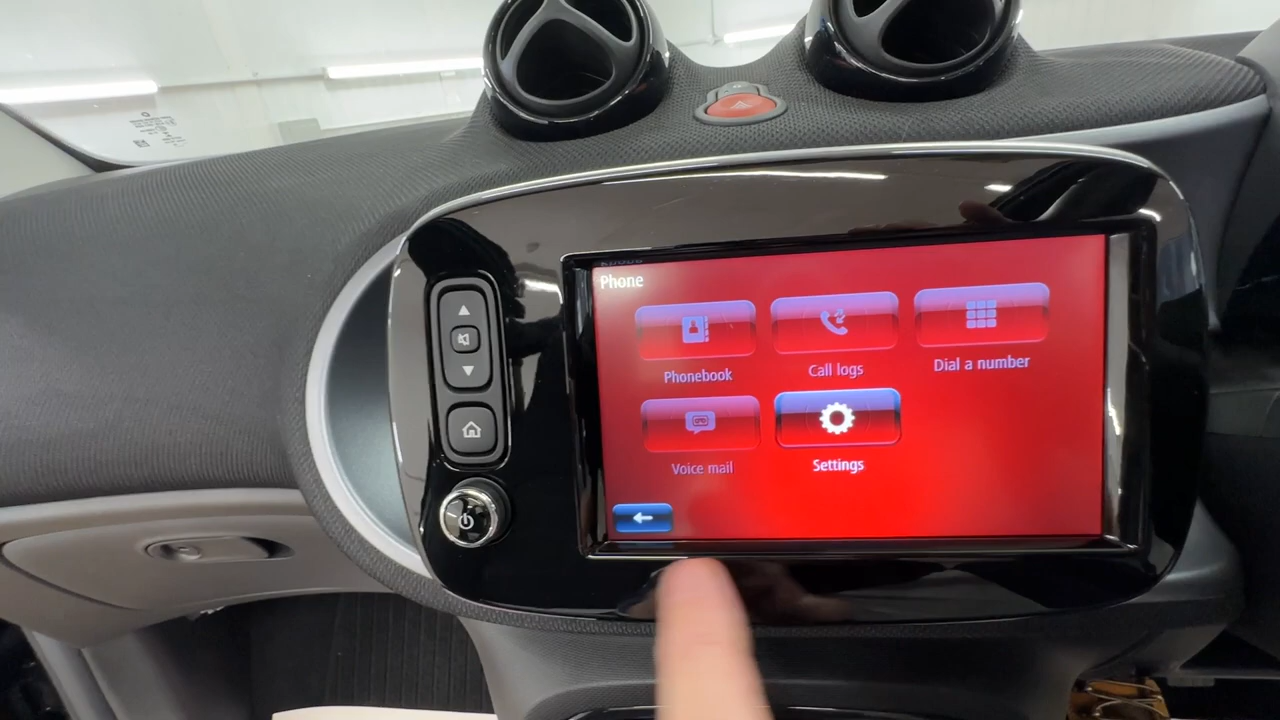 Phone
Phonebook
Call logs
Dial a number
Voice mail
Settings